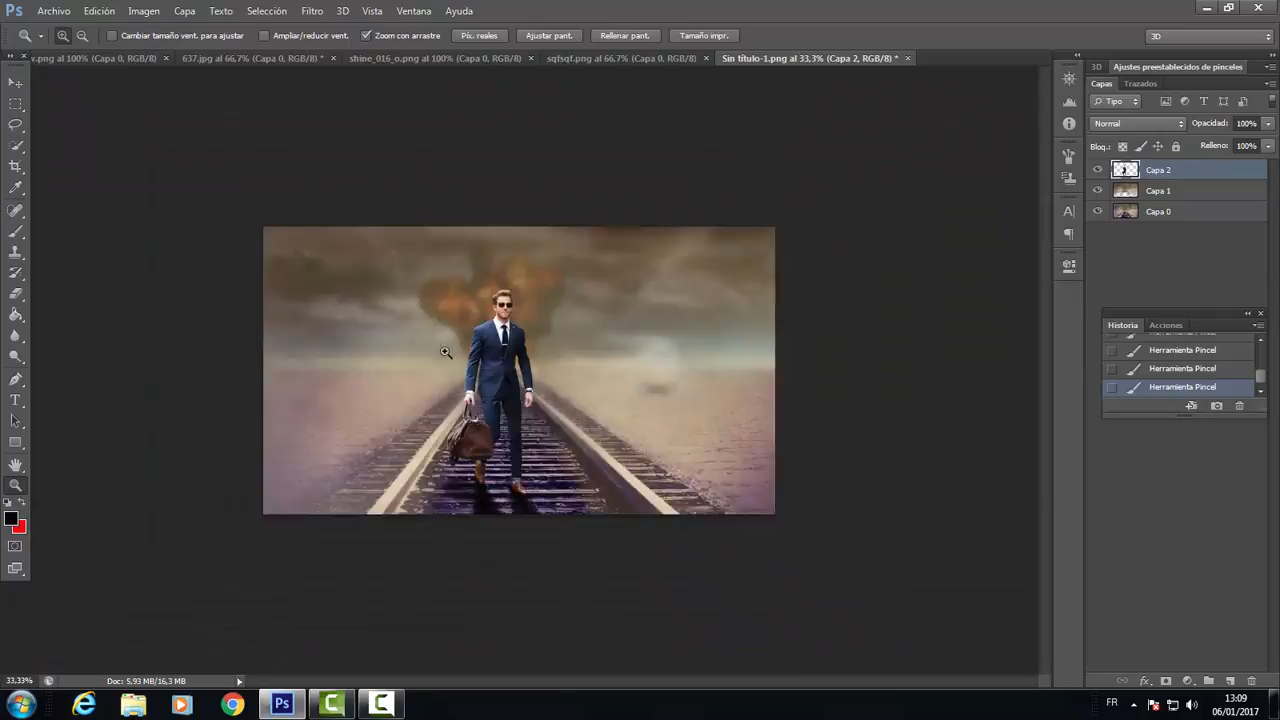 Ps Archivo Edición Imagen Capa Texto Selección Filtro 3D Vista Ventana Ayuda
Cambiar tamaño vent. para ajustar Ampliar/reducir vent. Zoom con arrastre Píx. reales Ajustar pant. Rellenar pant. Tamaño impr. 3D
v.png al 100% (Capa 0, RGB/8) × 637.jpg al 66,7% (Capa 0, RGB/8) * × shine_016_o.png al 100% (Capa 0, RGB/8) × sqfsqf.png al 66,7% (Capa 0, RGB/8) × Sin título-1.png al 33,3% (Capa 2, RGB/8) * ×
3D Ajustes preestablecidos de pinceles
Capas Trazados
Tipo
Normal Opacidad: 100%
Bloq.: Relleno: 100%
Capa 2
Capa 1
Capa 0
Historia Acciones
Herramienta Pincel
Herramienta Pincel
Herramienta Pincel
33,33% Doc: 5,93 MB/16,3 MB
Ps FR 13:09
06/01/2017